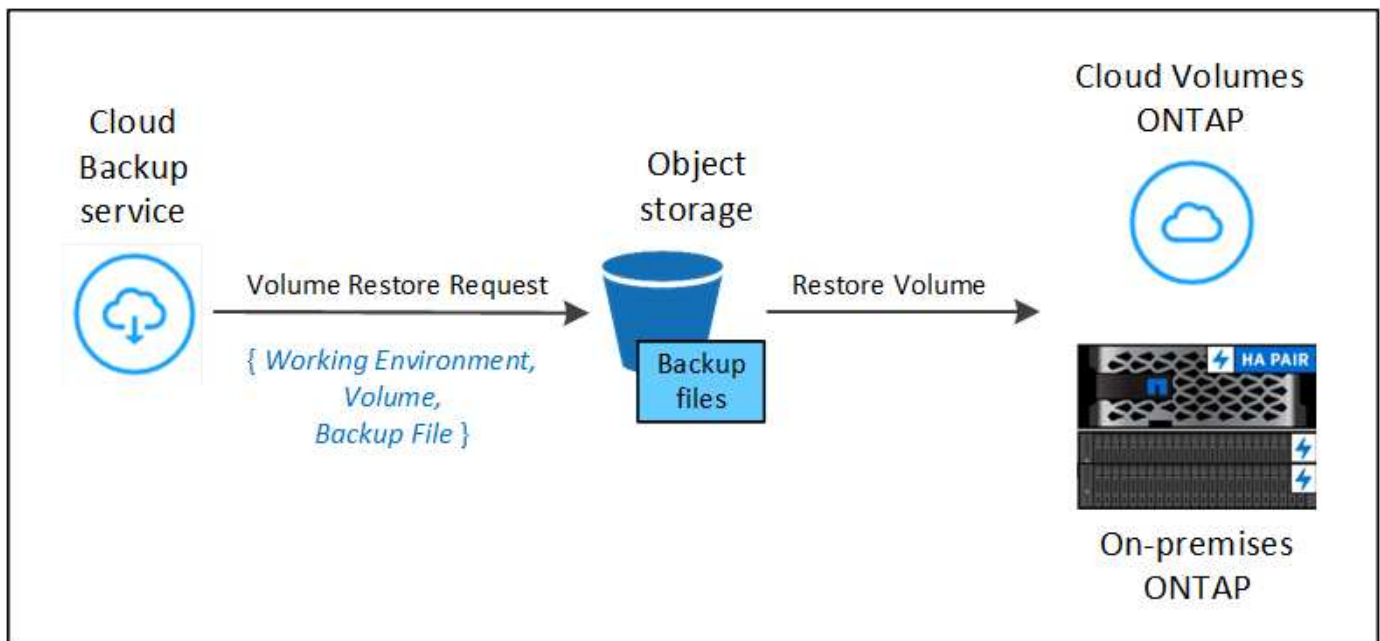 Cloud
Backup
service
Volume Restore Request
{ Working Environment,
Volume,
Backup File }
Object
storage
Backup
files
Restore Volume
Cloud Volumes
ONTAP
HA PAIR
On-premises
ONTAP